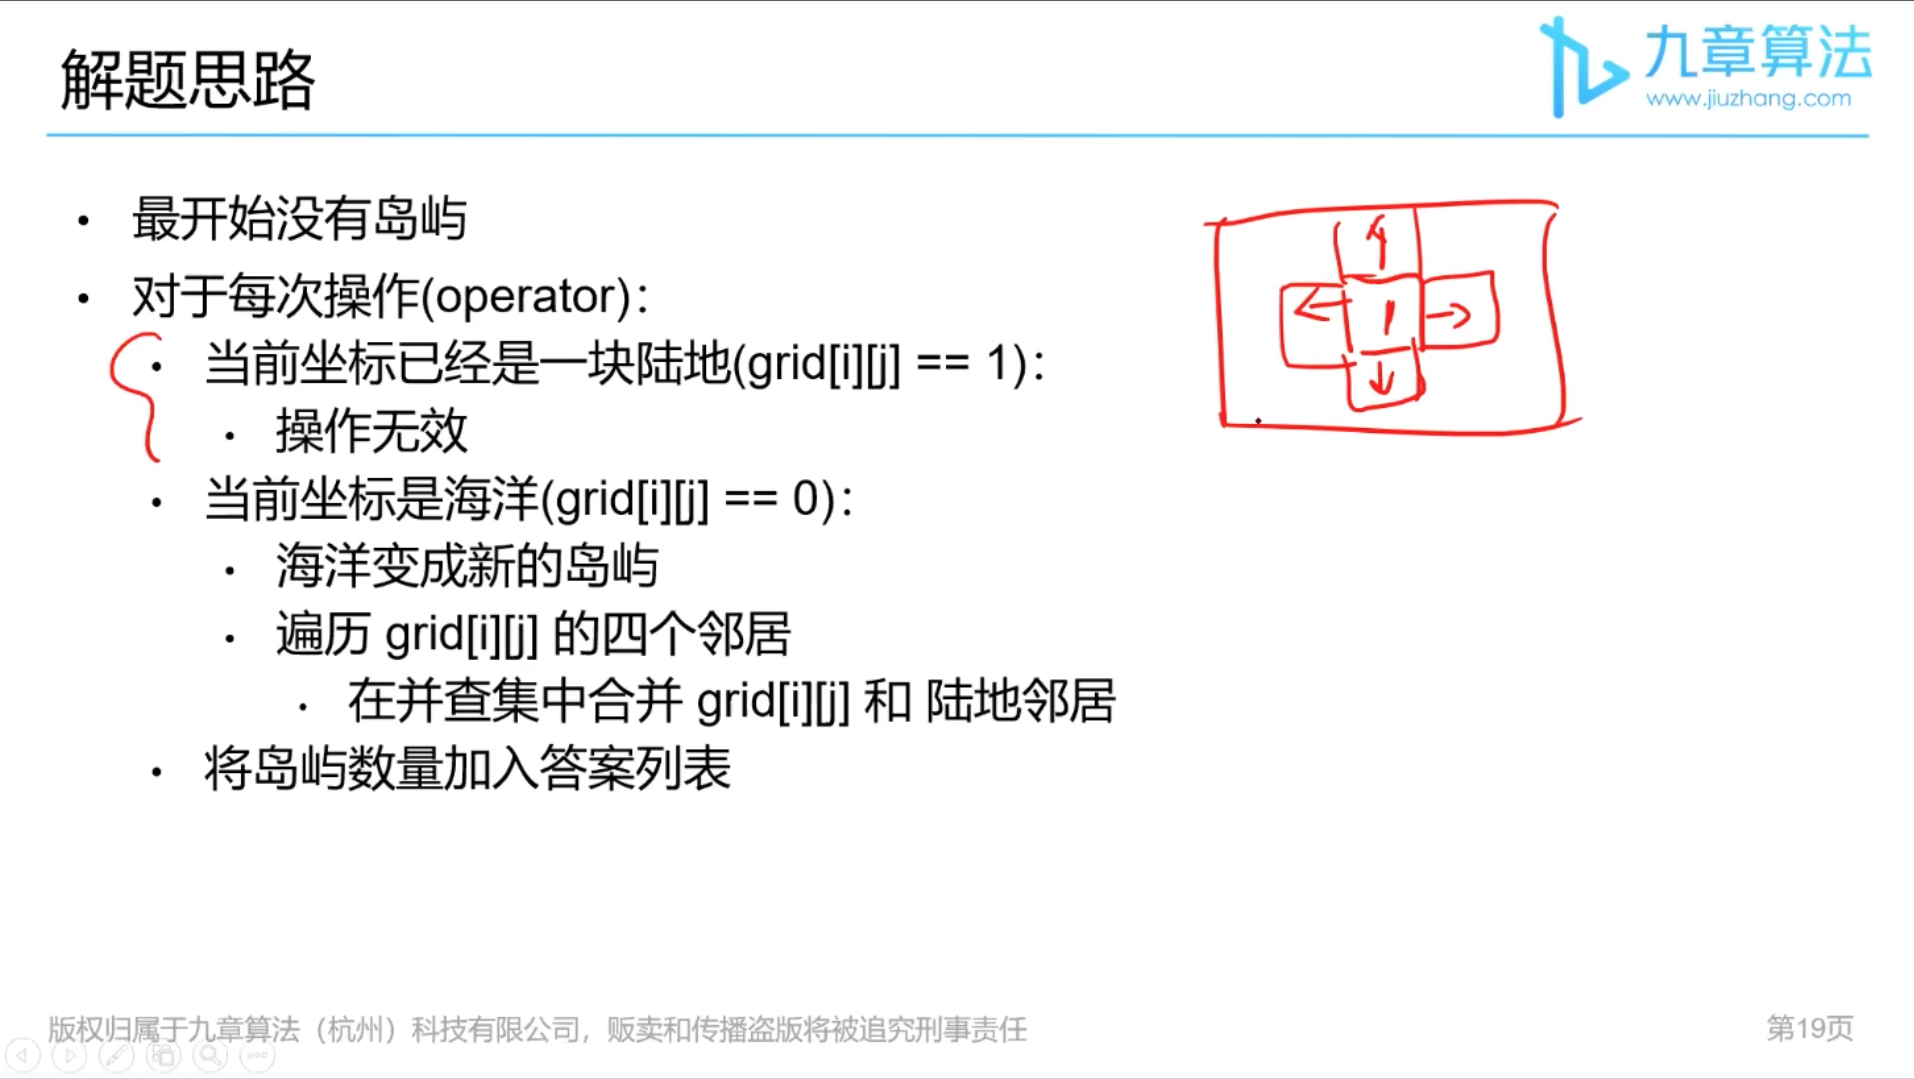 解题思路
九章算法
www.jiuzhang.com
• 最开始没有岛屿
• 对于每次操作(operator)：
• 当前坐标已经是一块陆地(grid[i][j] == 1)：
• 操作无效
• 当前坐标是海洋(grid[i][j] == 0)：
• 海洋变成新的岛屿
• 遍历 grid[i][j] 的四个邻居
• 在并查集中合并 grid[i][j] 和 陆地邻居
• 将岛屿数量加入答案列表
1
版权归属于九章算法（杭州）科技有限公司，贩卖和传播盗版将被追究刑事责任
第19页